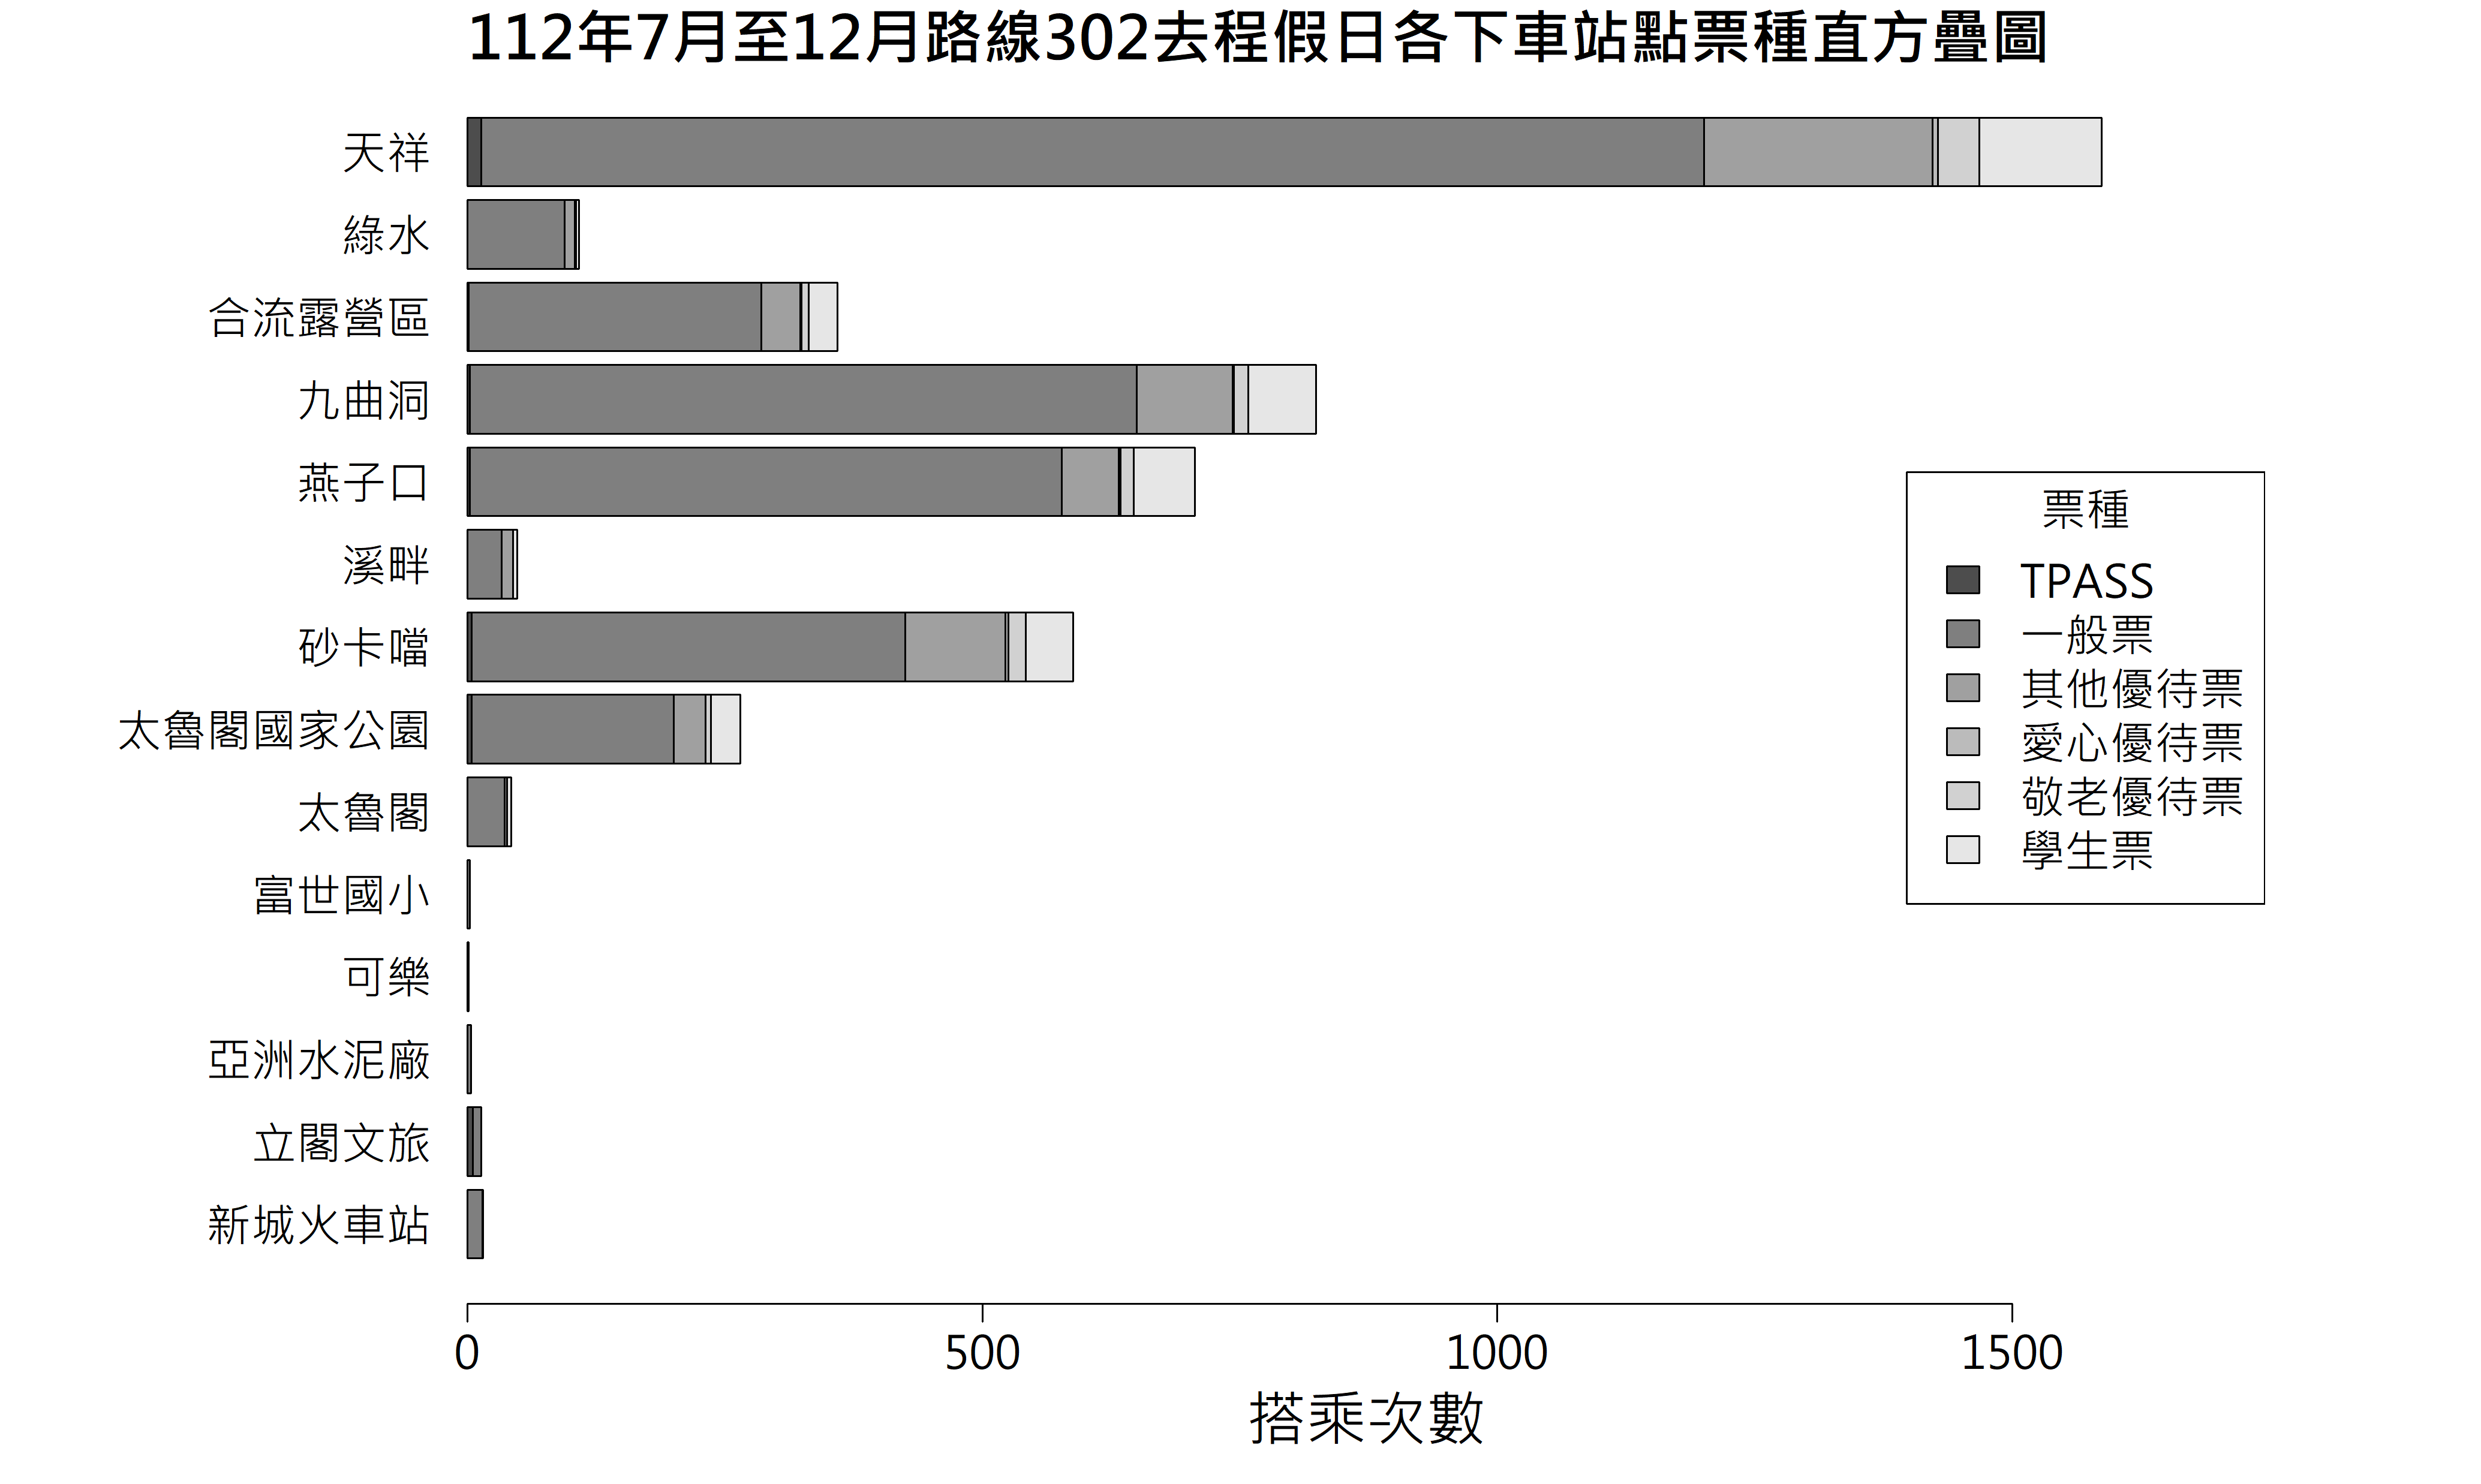 112年7月至12月路線302去程假日各下車站點票種直方疊圖
天祥
綠水
合流露營區
九曲洞
燕子口
溪畔
砂卡噹
太魯閣國家公園
太魯閣
富世國小
可樂
亞洲水泥廠
立閣文旅
新城火車站
票種
TPASS
一般票
其他優待票
愛心優待票
敬老優待票
學生票
0 500 1000 1500
搭乘次數